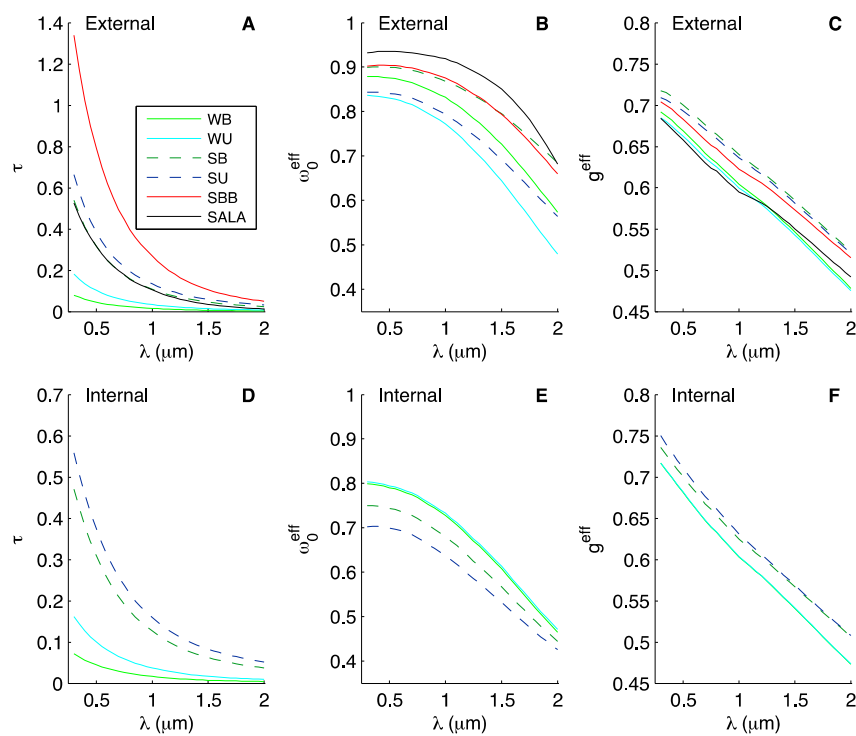 External A
1.4
1.2
1
0.8
0.6
0.4
0.2
0
τ
0.5 1 1.5 2
λ (μm)
WB
WU
SB
SU
SBB
SALA
External B
1
0.9
0.8
0.7
0.6
0.5
0.4
ω₀^eff
0.5 1 1.5 2
λ (μm)
External C
0.8
0.75
0.7
0.65
0.6
0.55
0.5
0.45
g^eff
0.5 1 1.5 2
λ (μm)
Internal D
0.7
0.6
0.5
0.4
0.3
0.2
0.1
0
τ
0.5 1 1.5 2
λ (μm)
Internal E
1
0.9
0.8
0.7
0.6
0.5
0.4
ω₀^eff
0.5 1 1.5 2
λ (μm)
Internal F
0.8
0.75
0.7
0.65
0.6
0.55
0.5
0.45
g^eff
0.5 1 1.5 2
λ (μm)